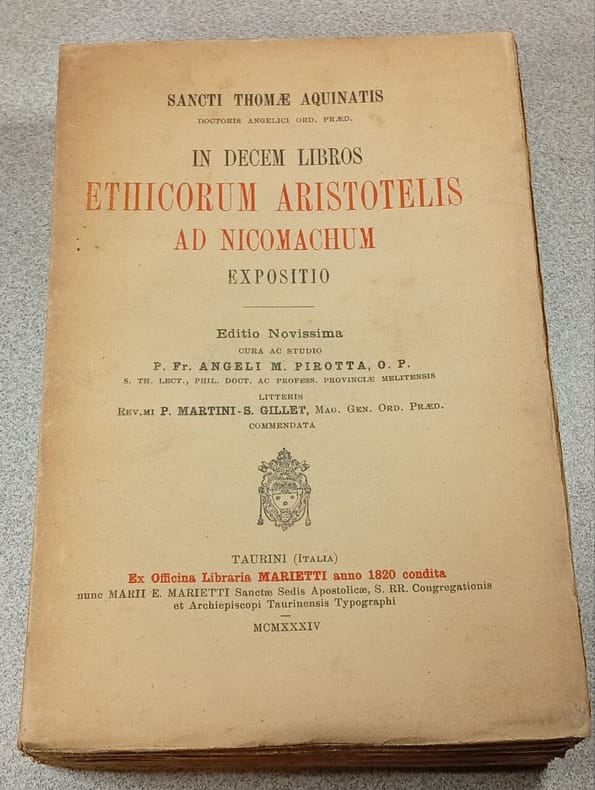 SANCTI THOMÆ AQUINATIS
DOCTORIS ANGELICI ORD. PRÆD.
IN DECEM LIBROS
ETHICORUM ARISTOTELIS
AD NICOMACHUM
EXPOSITIO
Editio Novissima
CURA AC STUDIO
P. Fr. ANGELI M. PIROTTA, O. P.
S. TH. LECT., PHIL. DOCT. AC PROFESS. PROVINCIÆ MELITENSIS
LITTERIS
REV.MI P. MARTINI-S. GILLET, MAG. GEN. ORD. PRÆD.
COMMENDATA
TAURINI (ITALIA)
Ex Officina Libraria MARIETTI anno 1820 condita
nunc MARII E. MARIETTI Sanctæ Sedis Apostolicæ, S. RR. Congregationis
et Archiepiscopi Taurinensis Typographi
MCMXXXIV